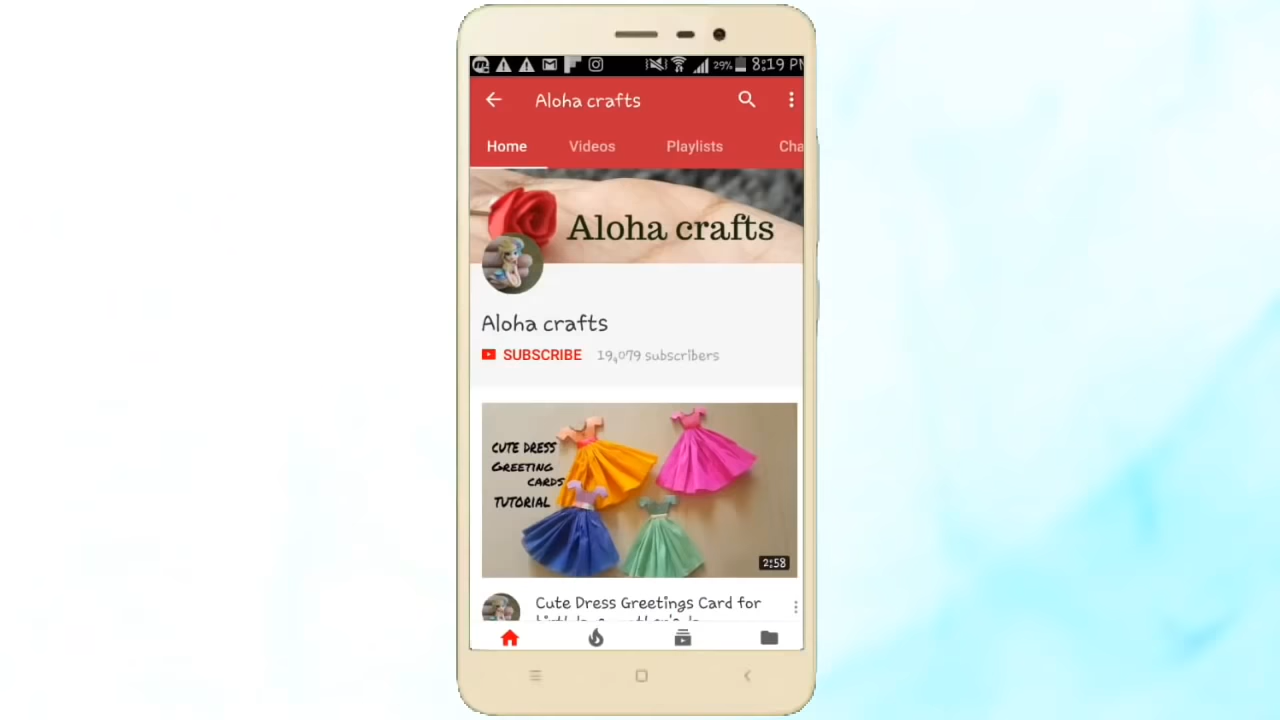 29% 8:19 PM
Aloha crafts
Home Videos Playlists Cha
Aloha crafts
Aloha crafts
SUBSCRIBE 19,079 subscribers
CUTE DRESS
GREETING
CARDS
TUTORIAL
2:58
Cute Dress Greetings Card for